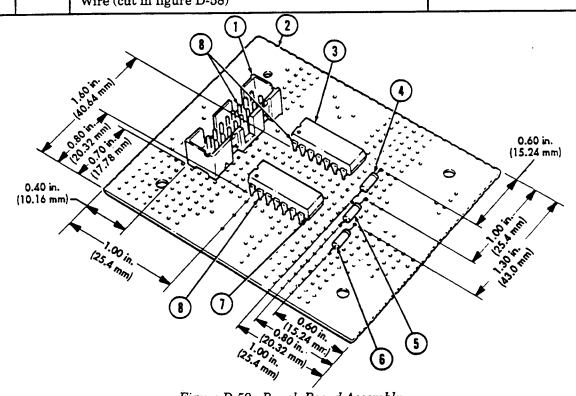 Wire (cut in figure D-58)
8
1
2
3
4
1.60 in.
(40.64 mm)
0.80 in.
(20.32 mm)
0.70 in.
(17.78 mm)
0.40 in.
(10.16 mm)
1.00 in.
(25.4 mm)
0.60 in.
(15.24 mm)
1.00 in.
(25.4 mm)
1.30 in.
(43.0 mm)
8
7
0.60 in.
(15.24 mm)
0.80 in.
(20.32 mm)
1.00 in.
(25.4 mm)
6
5
Board Assembly